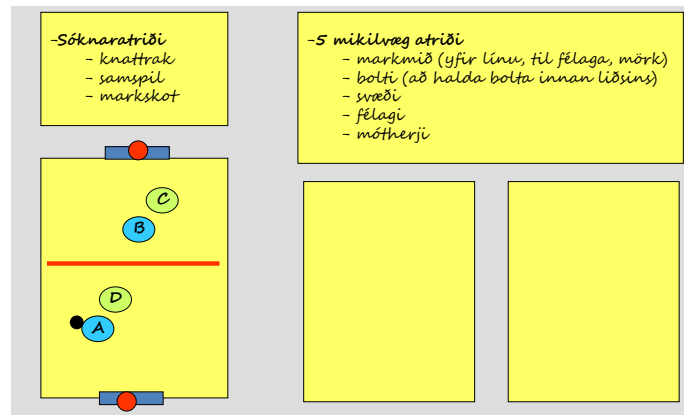 -Sóknaratriði
- knattrak
- samspil
- markskot
-5 mikilvæg atriði
- markmið (yfir línu, til félaga, mörk)
- bolti (að halda bolta innan liðsins)
- svæði
- félagi
- mótherji
C
B
D
A